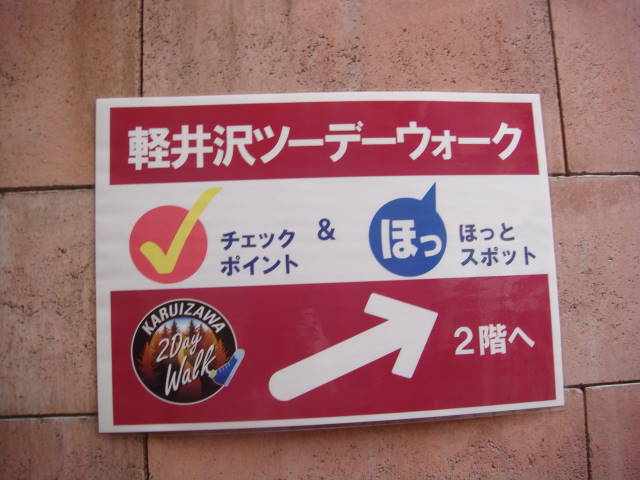 軽井沢ツーデーウォーク
チェック
ポイント
&
ほっ
ほっと
スポット
KARUIZAWA
2Day
Walk
2階へ